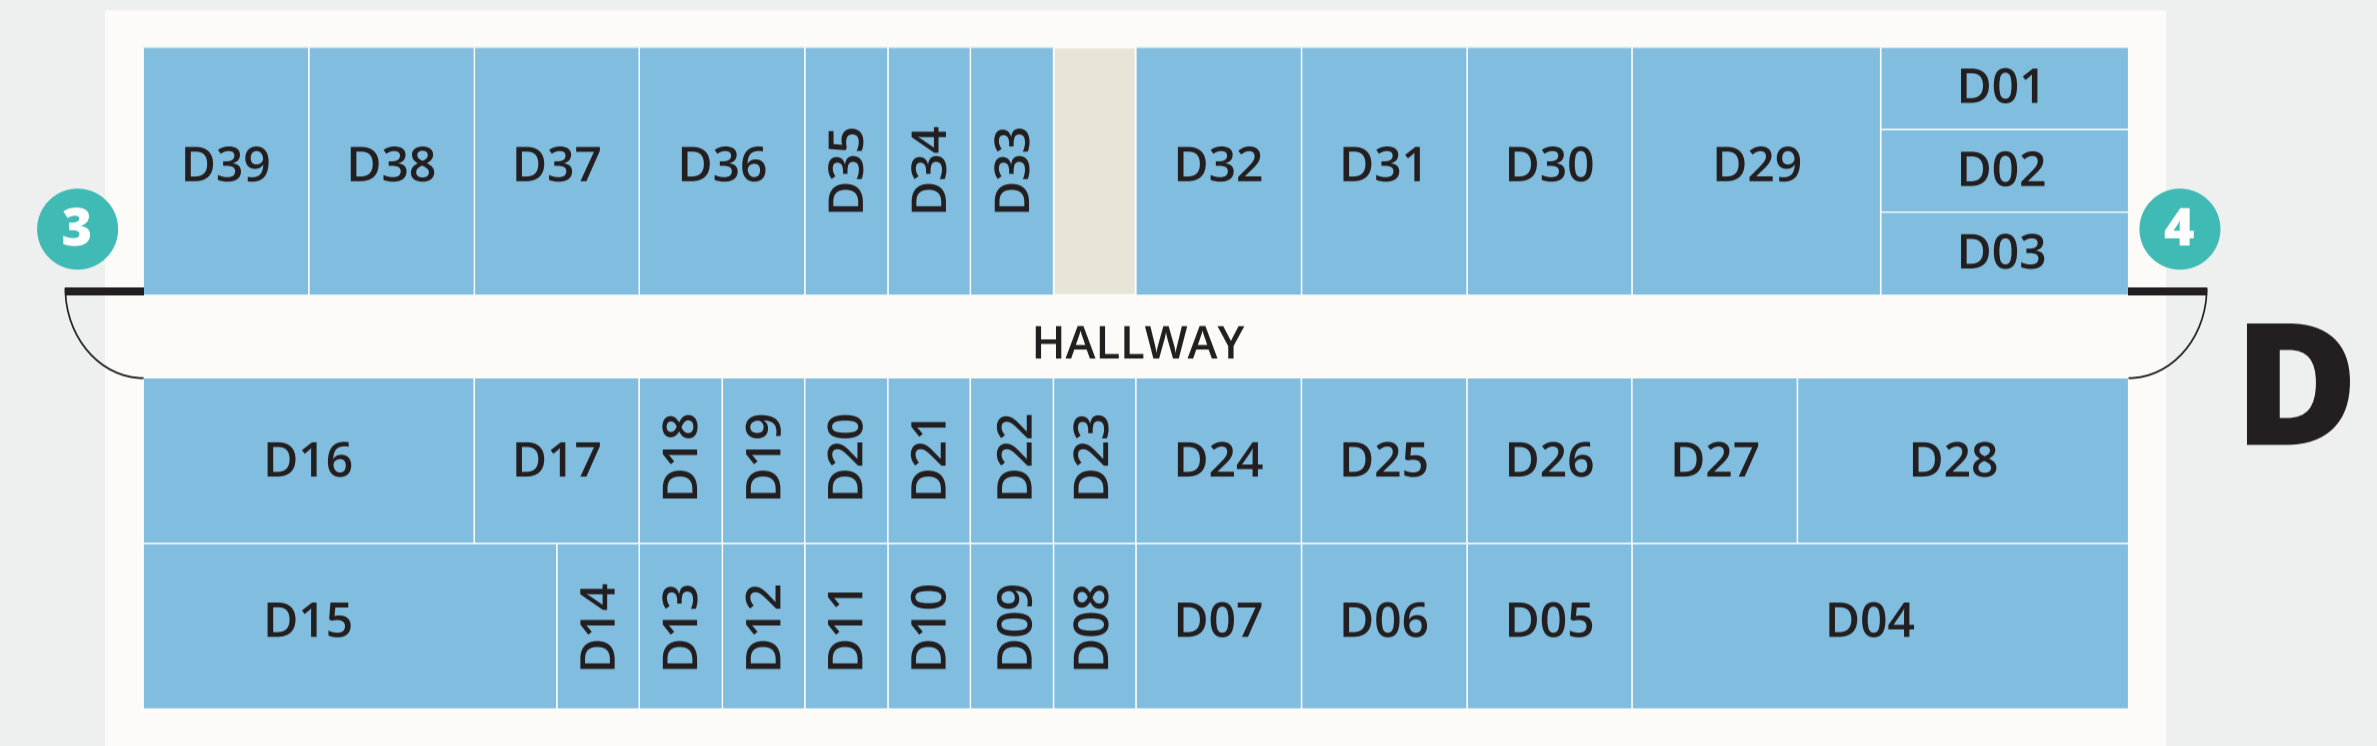 D39 D38 D37 D36 D35 D34 D33 D32 D31 D30 D29 D01
D02
D03
3
4
HALLWAY
D
D16 D17 D18 D19 D20 D21 D22 D23 D24 D25 D26 D27 D28
D15 D14 D13 D12 D11 D10 D09 D08 D07 D06 D05 D04